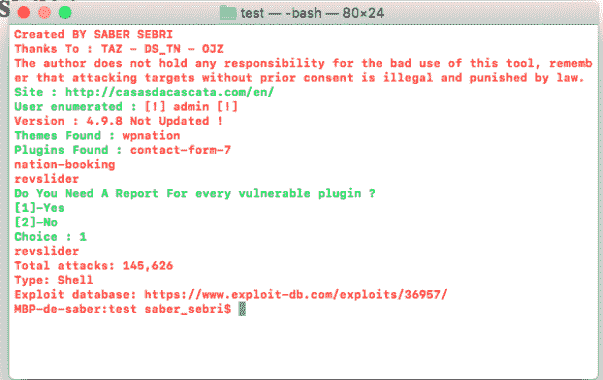 test — -bash — 80×24
Created BY SABER SEBRI
Thanks To : TAZ - DS_TN - OJZ
The author does not hold any responsibility for the bad use of this tool, rememb
er that attacking targets without prior consent is illegal and punished by law.
Site : http://casasdacascata.com/en/
User enumerated : [!] admin [!]
Version : 4.9.8 Not Updated !
Themes Found : wpnation
Plugins Found : contact-form-7
nation-booking
revslider
Do You Need A Report For every vulnerable plugin ?
[1]-Yes
[2]-No
Choice : 1
revslider
Total attacks: 145,626
Type: Shell
Exploit database: https://www.exploit-db.com/exploits/36957/
MBP-de-saber:test saber_sebri$